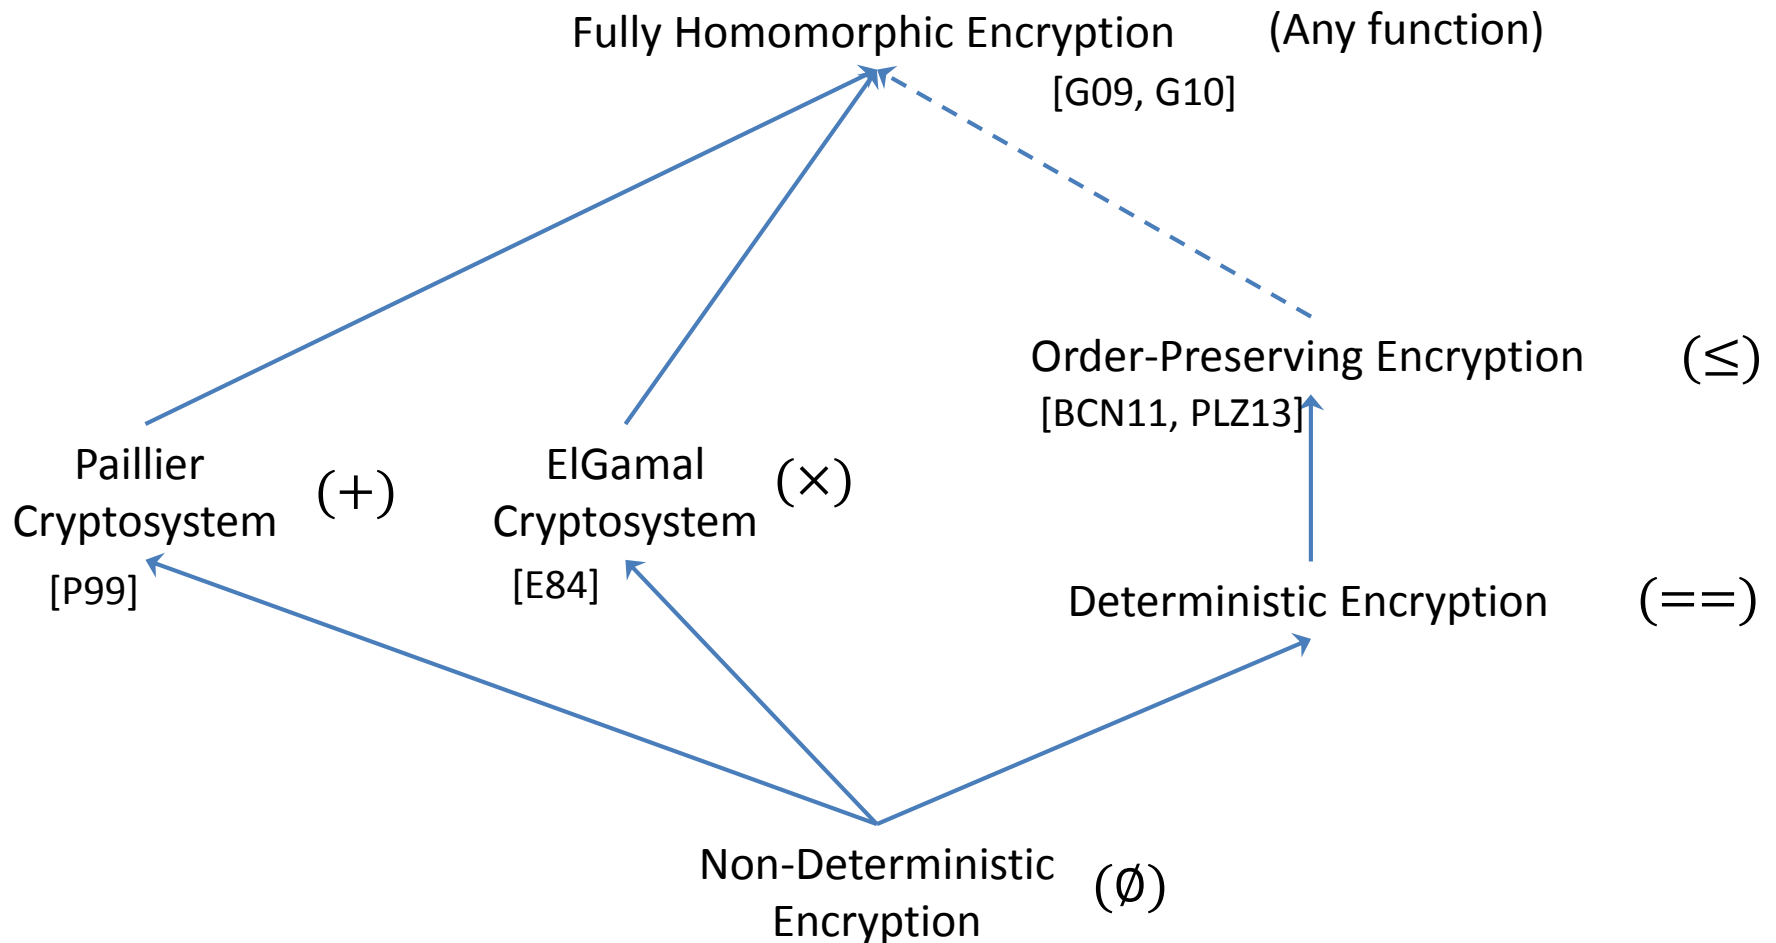 Fully Homomorphic Encryption (Any function)
[G09, G10]
Order-Preserving Encryption (≤)
[BCN11, PLZ13]
Paillier
Cryptosystem (+)
[P99]
ElGamal
Cryptosystem (×)
[E84]
Deterministic Encryption (==)
Non-Deterministic
Encryption (∅)